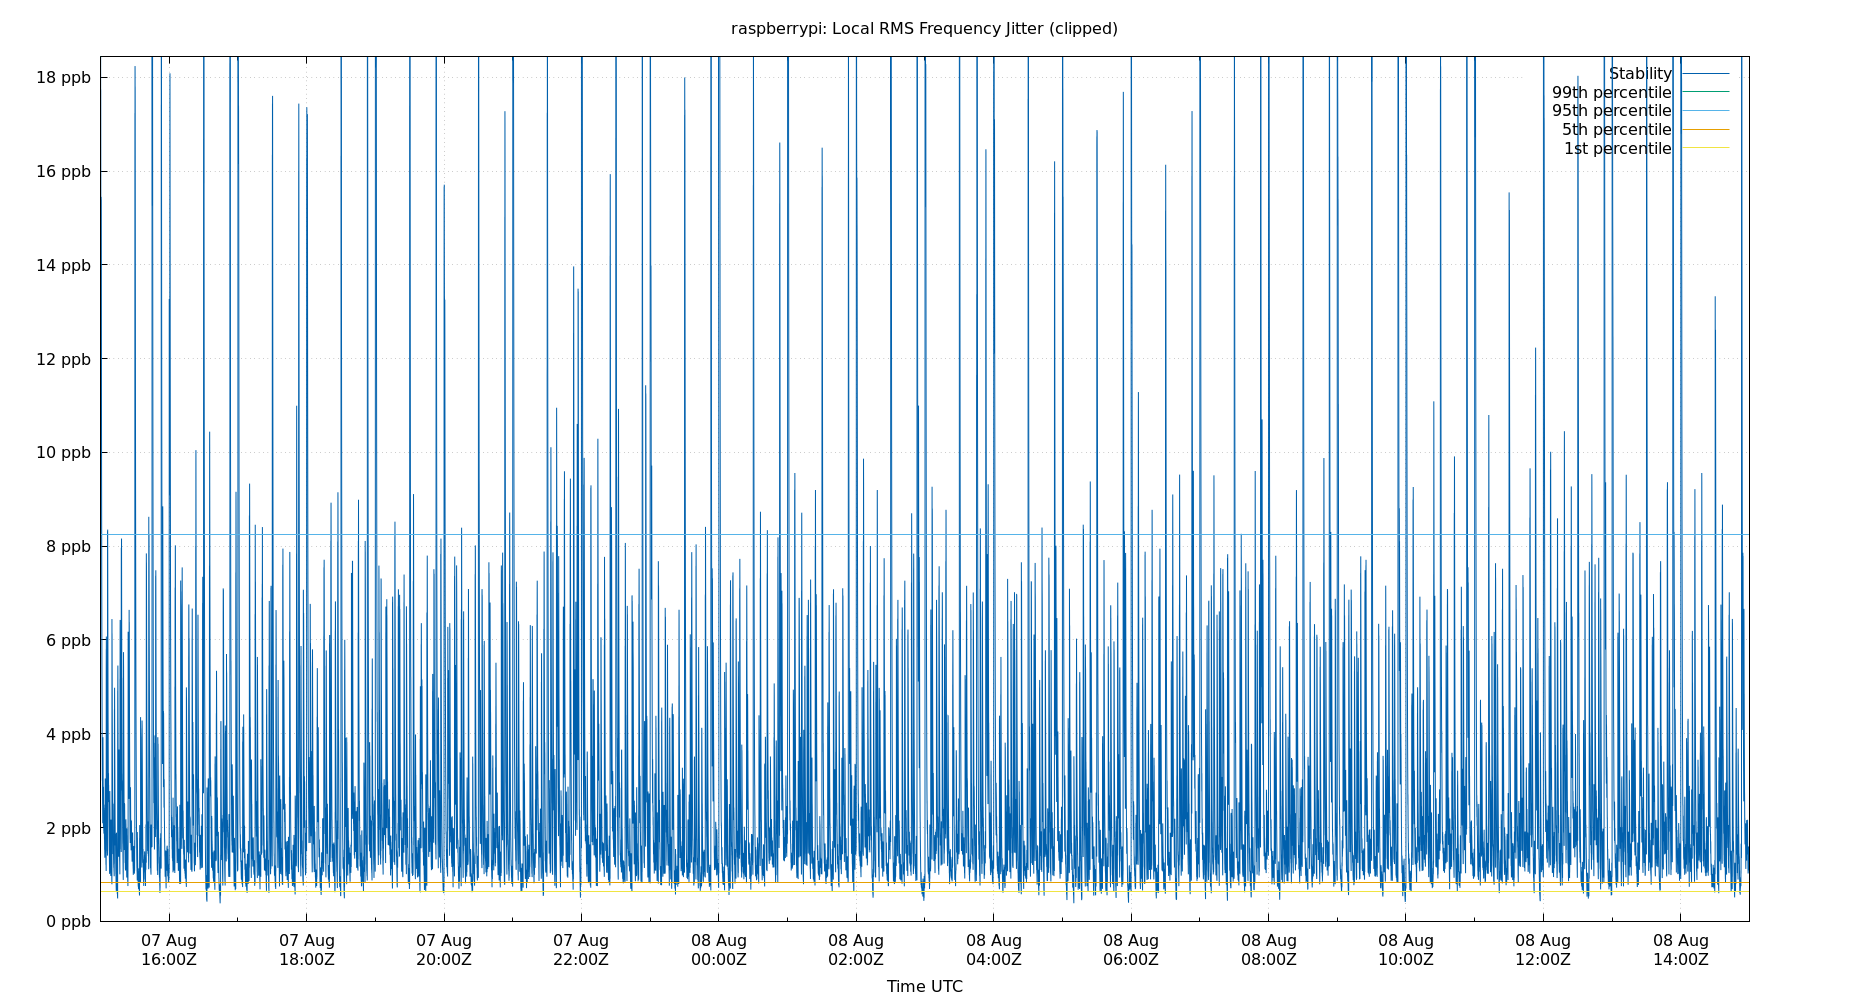 raspberrypi: Local RMS Frequency Jitter (clipped)
18 ppb
16 ppb
14 ppb
12 ppb
10 ppb
8 ppb
6 ppb
4 ppb
2 ppb
0 ppb
Stability
99th percentile
95th percentile
5th percentile
1st percentile
07 Aug 07 Aug 07 Aug 07 Aug 08 Aug 08 Aug 08 Aug 08 Aug 08 Aug 08 Aug 08 Aug 08 Aug
16:00Z 18:00Z 20:00Z 22:00Z 00:00Z 02:00Z 04:00Z 06:00Z 08:00Z 10:00Z 12:00Z 14:00Z
Time UTC